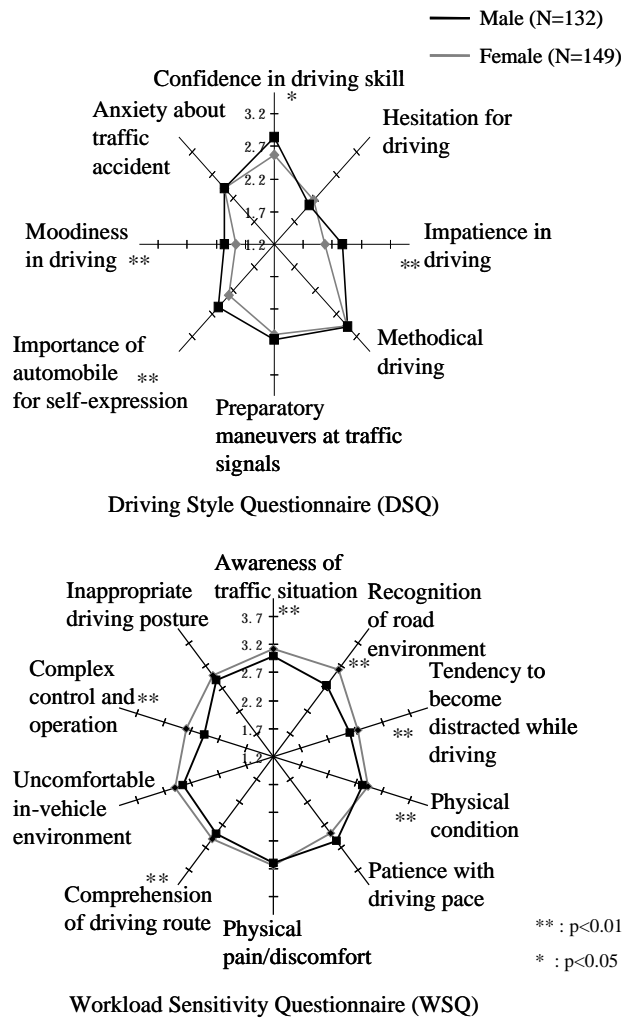 Male (N=132)
Female (N=149)
Confidence in driving skill
*
Anxiety about
traffic
accident
Hesitation for
driving
3.2
2.7
2.2
1.7
1.2
Moodiness
in driving **
Impatience in
** driving
Importance of
automobile **
for self-expression
Methodical
driving
Preparatory
maneuvers at traffic
signals
Driving Style Questionnaire (DSQ)
Awareness of
traffic situation
**
Inappropriate
driving posture
Recognition
of road
environment
**
3.7
3.2
2.7
2.2
1.7
1.2
Complex
control and **
operation
Tendency to
become
** distracted while
driving
Uncomfortable
in-vehicle
environment
Physical
condition
**
**
Comprehension
of driving route
Patience with
driving pace
Physical
pain/discomfort
** : p<0.01
* : p<0.05
Workload Sensitivity Questionnaire (WSQ)